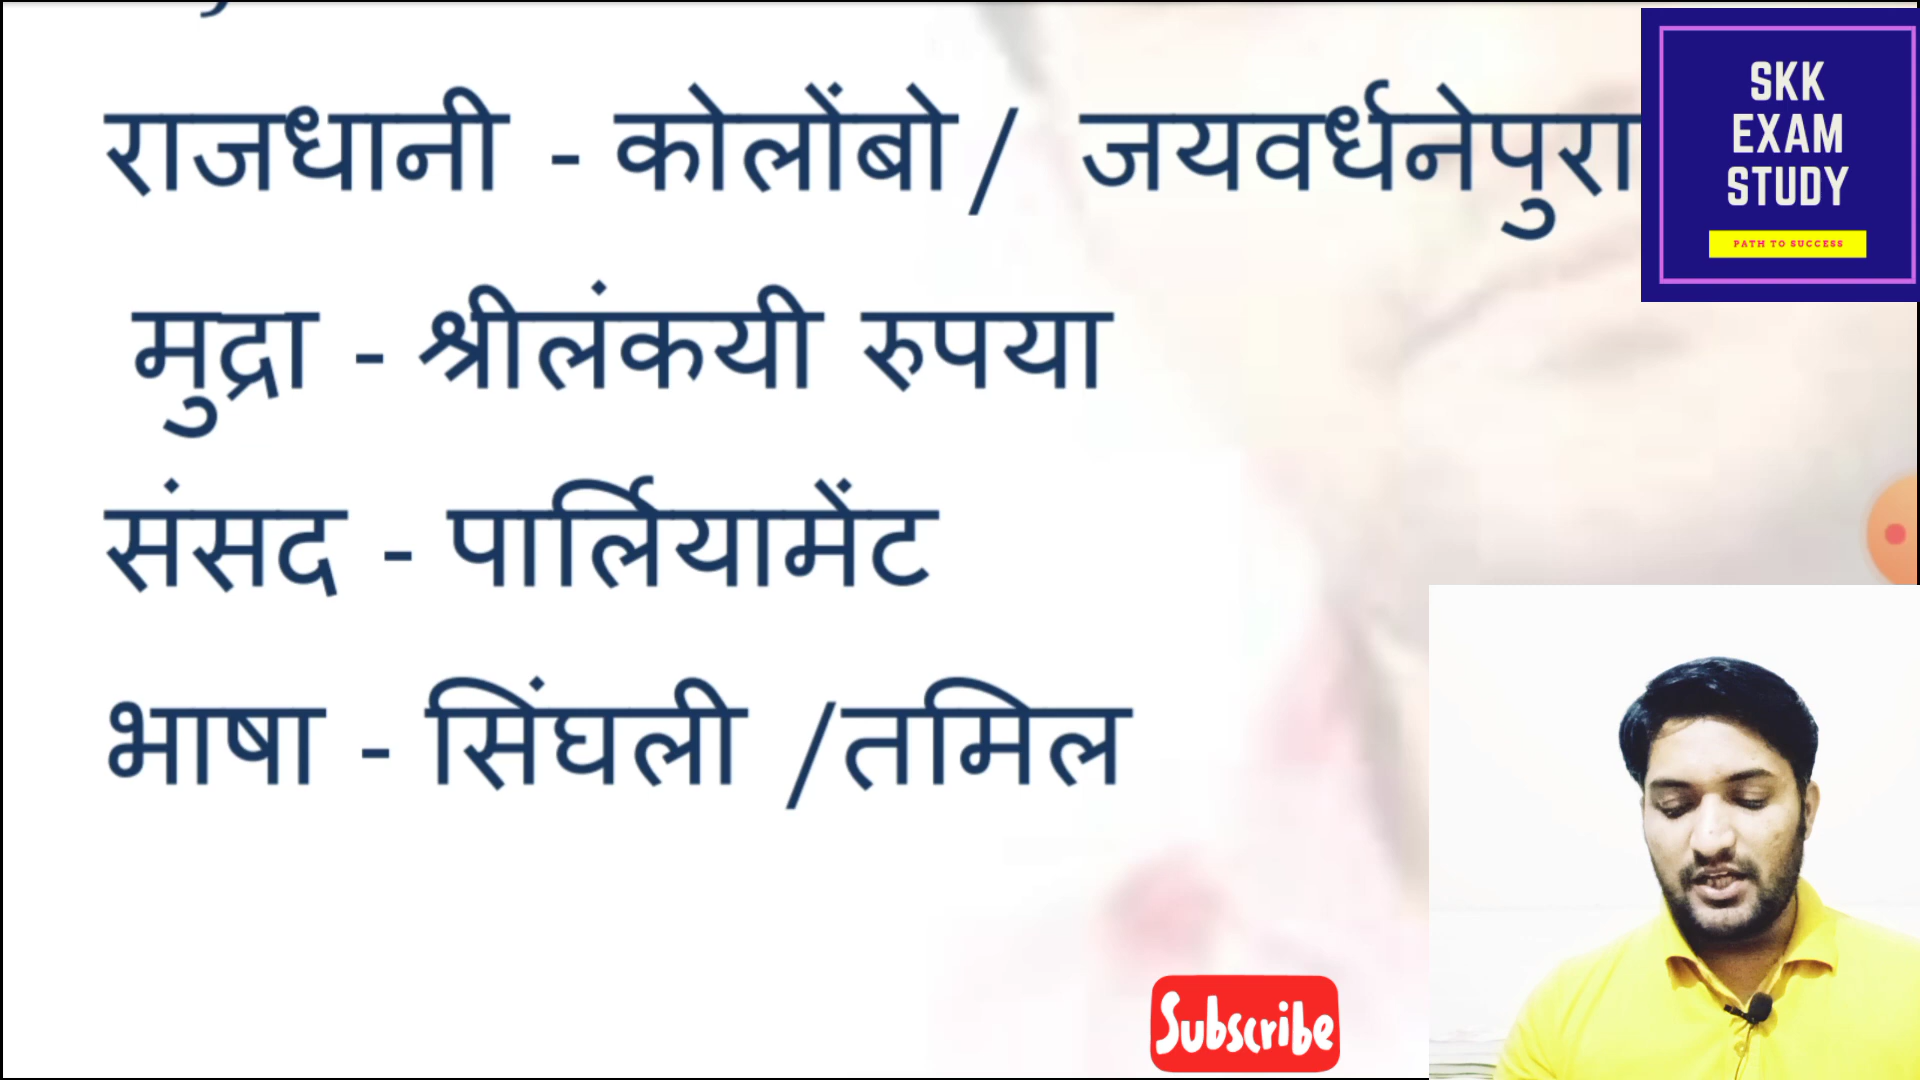 राजधानी - कोलोंबो/ जयवर्धनेपुरा
मुद्रा - श्रीलंकयी रुपया
संसद - पार्लियामेंट
भाषा - सिंघली /तमिल
SKK
EXAM
STUDY
PATH TO SUCCESS
Subscribe